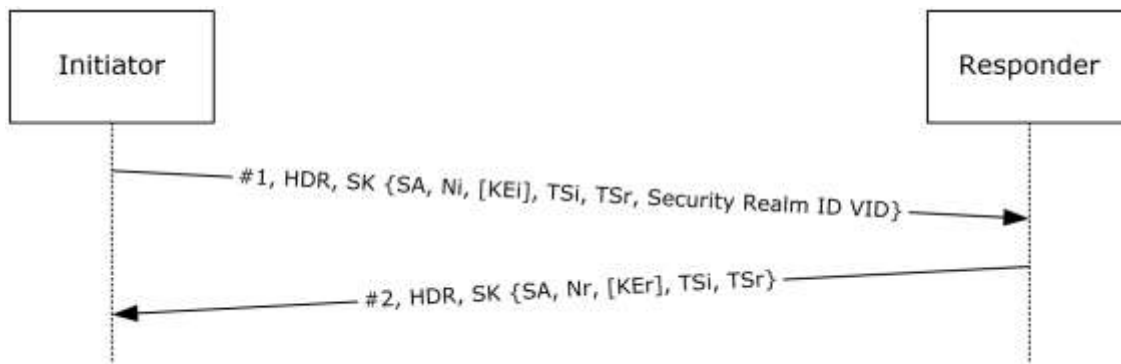 Initiator
Responder
#1, HDR, SK {SA, Ni, [KEi], TSi, TSr, Security Realm ID VID}
#2, HDR, SK {SA, Nr, [KEr], TSi, TSr}